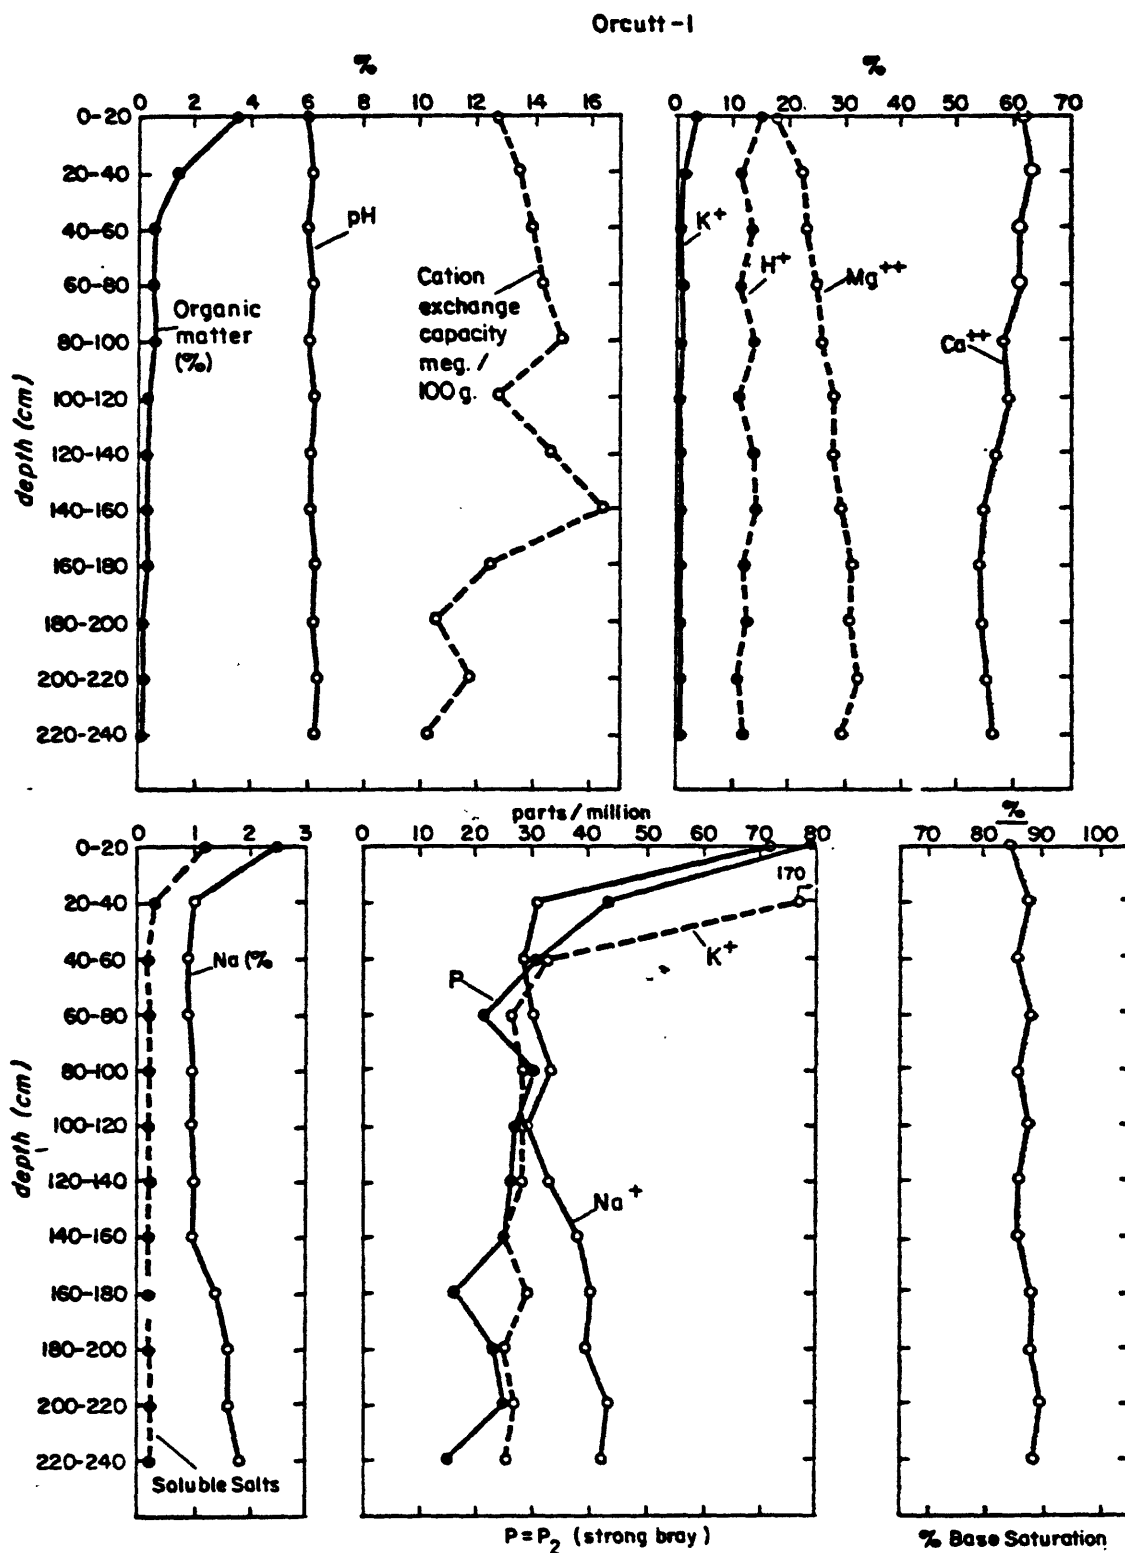 Orcutt-1
% %
0 2 4 6 8 10 12 14 16 0 10 20 30 40 50 60 70
0-20
20-40
40-60
60-80
80-100
100-120
120-140
140-160
160-180
180-200
200-220
220-240
depth (cm)
Organic
matter
(%)
pH
Cation
exchange
capacity
meg./
100 g.
K+
H+
Mg++
Ca++
parts/million %
0 1 2 3 0 10 20 30 40 50 60 70 80 70 80 90 100
0-20
20-40
40-60
60-80
80-100
100-120
120-140
140-160
160-180
180-200
200-220
220-240
depth (cm)
Na (%
Soluble Salts
170
K+
P
Na+
P = P2 (strong bray)
% Base Saturation